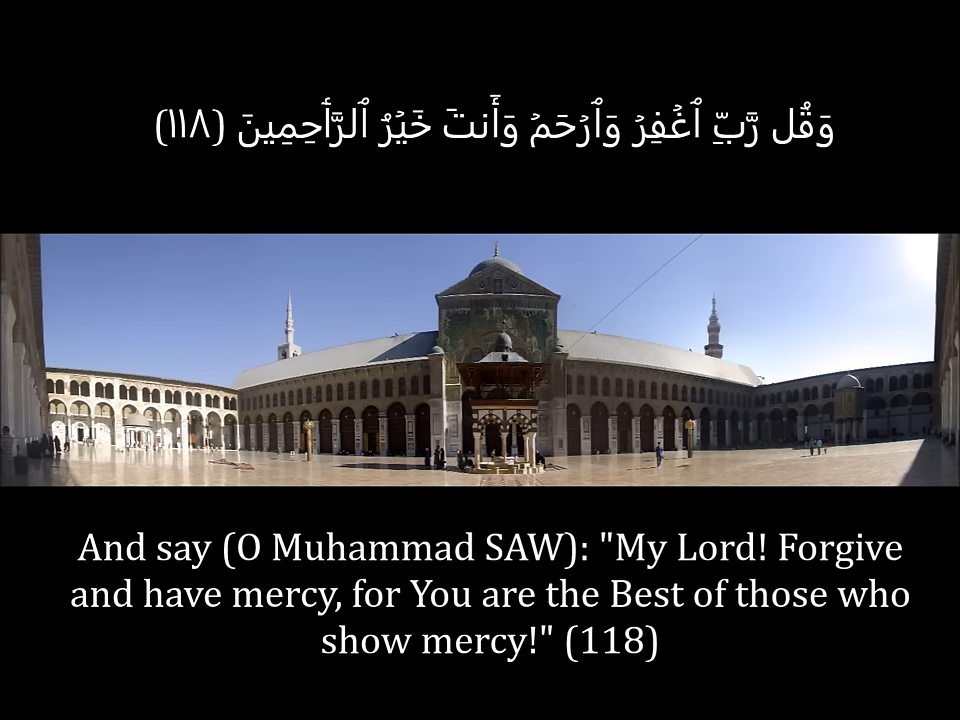 وَقُل رَّبِّ ٱغۡفِرۡ وَٱرۡحَمۡ وَأَنتَ خَيۡرُ ٱلرَّٲحِمِينَ (١١٨)
And say (O Muhammad SAW): "My Lord! Forgive
and have mercy, for You are the Best of those who
show mercy!" (118)